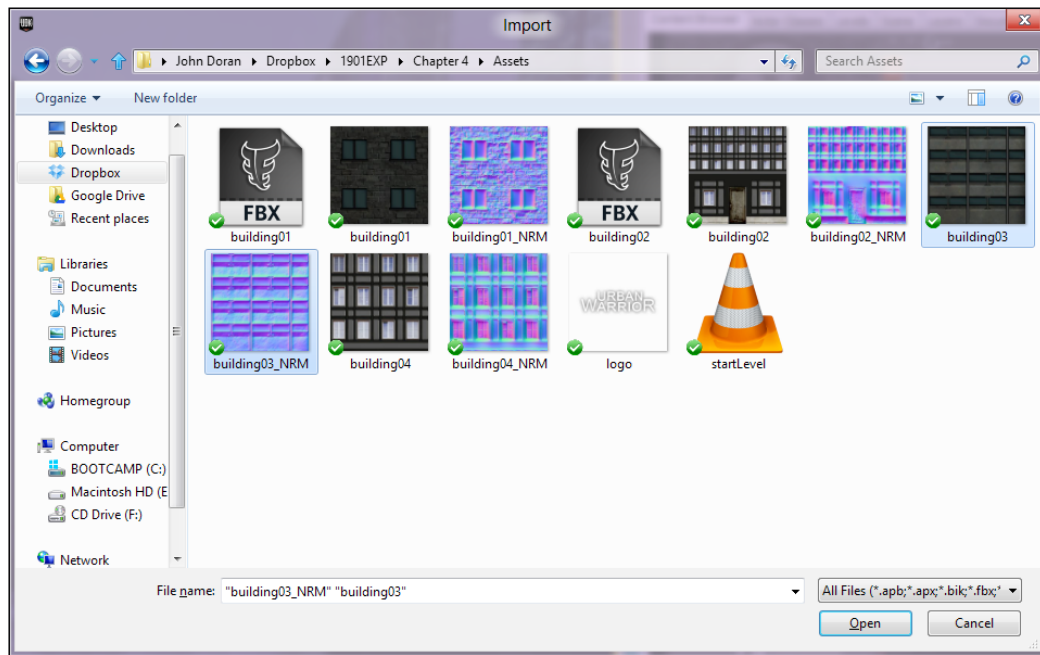 UDK
Import
John Doran Dropbox 1901EXP Chapter 4 Assets
Search Assets
Organize New folder
Desktop
Downloads
Dropbox
Google Drive
Recent places
Libraries
Documents
Music
Pictures
Videos
Homegroup
Computer
BOOTCAMP (C:)
Macintosh HD (E
CD Drive (F:)
Network
FBX
FBX
building01 building01 building01_NRM building02 building02 building02_NRM building03
URBAN
WARRIOR
building03_NRM building04 building04_NRM logo startLevel
File name: "building03_NRM" "building03"
All Files (*.apb;*.apx;*.bik;*.fbx;*
Open Cancel